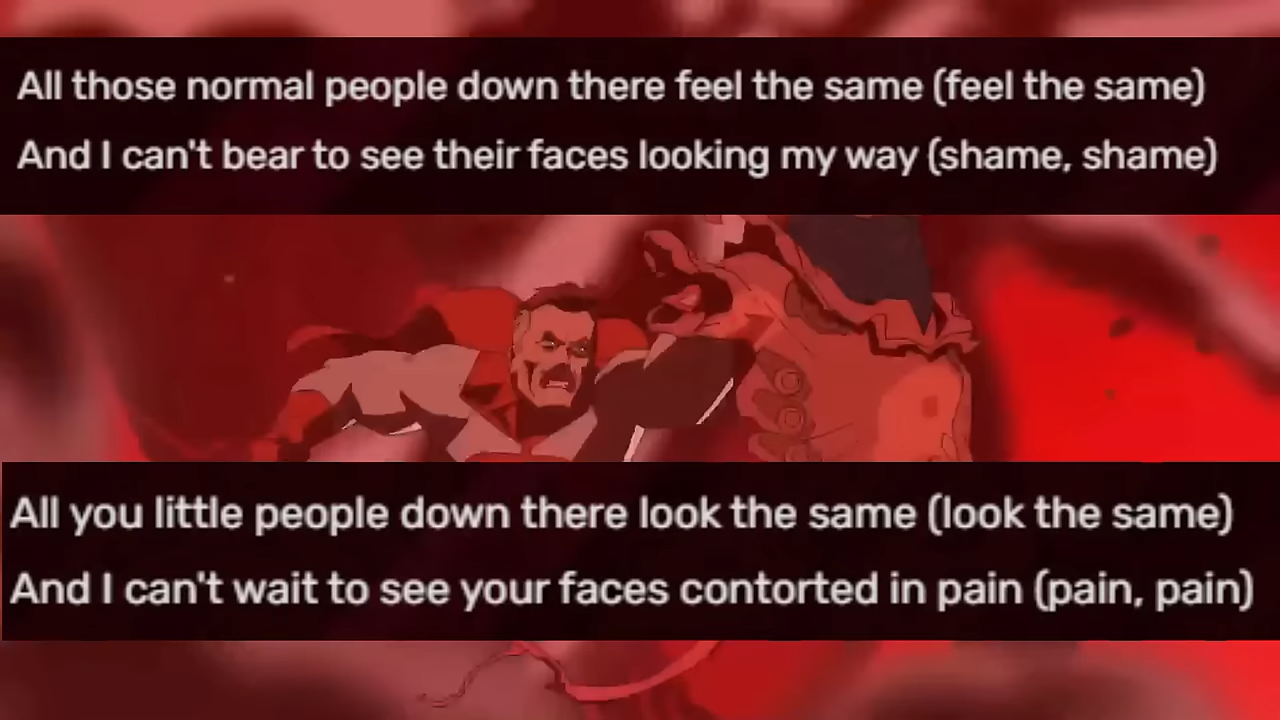 All those normal people down there feel the same (feel the same)
And I can't bear to see their faces looking my way (shame, shame)
All you little people down there look the same (look the same)
And I can't wait to see your faces contorted in pain (pain, pain)